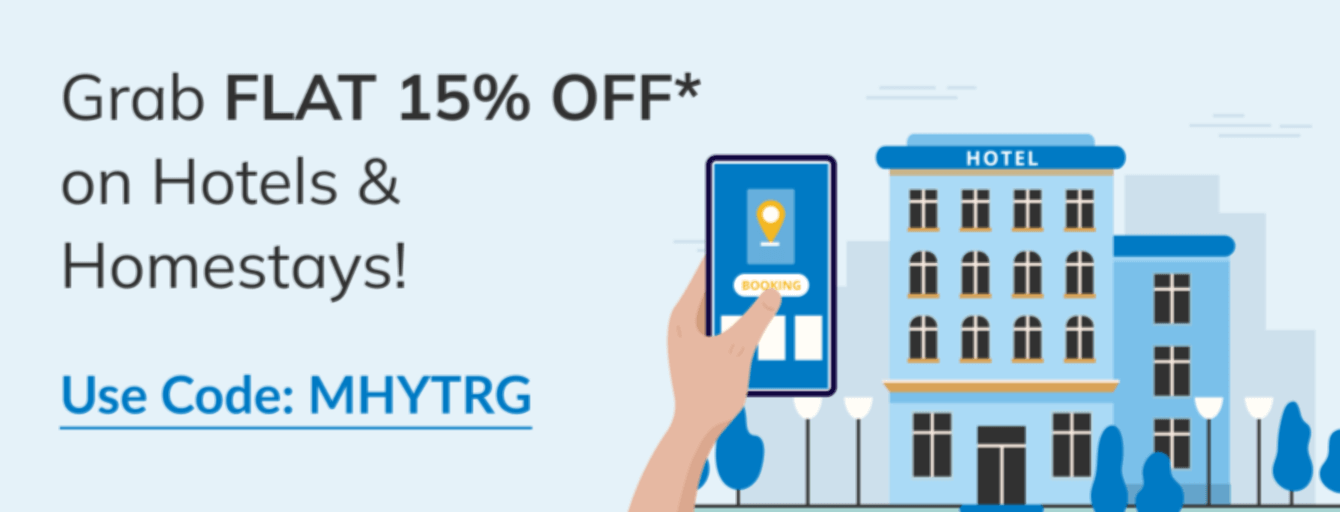 Grab FLAT 15% OFF*
on Hotels &
Homestays!
Use Code: MHYTRG
BOOKING
HOTEL